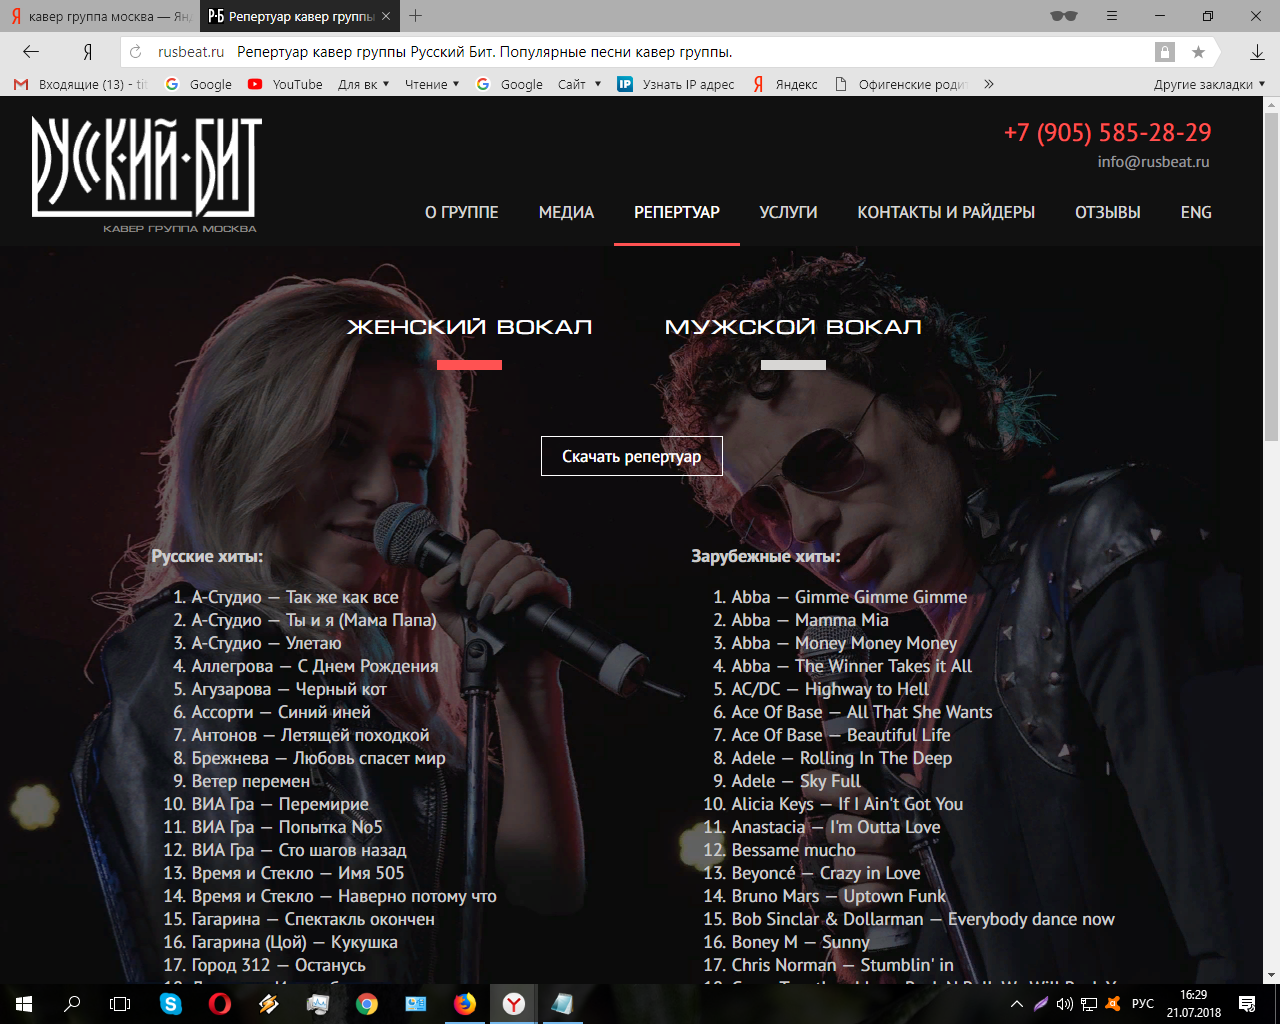 кавер группа москва — Янд
Р·Б Репертуар кавер группы
Я
rusbeat.ru Репертуар кавер группы Русский Бит. Популярные песни кавер группы.
Входящие (13) - tit
Google
YouTube
Для вк
Чтение
Google
Сайт
IP Узнать IP адрес
Яндекс
Офигенские роди
Другие закладки
РУССКИЙ·БИТ
КАВЕР ГРУППА МОСКВА
+7 (905) 585-28-29
info@rusbeat.ru
О ГРУППЕ МЕДИА РЕПЕРТУАР УСЛУГИ КОНТАКТЫ И РАЙДЕРЫ ОТЗЫВЫ ENG
ЖЕНСКИЙ ВОКАЛ
МУЖСКОЙ ВОКАЛ
Скачать репертуар
Русские хиты:
1. А-Студио — Так же как все
2. А-Студио — Ты и я (Мама Папа)
3. А-Студио — Улетаю
4. Аллегрова — С Днем Рождения
5. Агузарова — Черный кот
6. Ассорти — Синий иней
7. Антонов — Летящей походкой
8. Брежнева — Любовь спасет мир
9. Ветер перемен
10. ВИА Гра — Перемирие
11. ВИА Гра — Попытка No5
12. ВИА Гра — Сто шагов назад
13. Время и Стекло — Имя 505
14. Время и Стекло — Наверно потому что
15. Гагарина — Спектакль окончен
16. Гагарина (Цой) — Кукушка
17. Город 312 — Останусь
Зарубежные хиты:
1. Abba — Gimme Gimme Gimme
2. Abba — Mamma Mia
3. Abba — Money Money Money
4. Abba — The Winner Takes it All
5. AC/DC — Highway to Hell
6. Ace Of Base — All That She Wants
7. Ace Of Base — Beautiful Life
8. Adele — Rolling In The Deep
9. Adele — Sky Full
10. Alicia Keys — If I Ain't Got You
11. Anastacia — I'm Outta Love
12. Bessame mucho
13. Beyoncé — Crazy in Love
14. Bruno Mars — Uptown Funk
15. Bob Sinclar & Dollarman — Everybody dance now
16. Boney M — Sunny
17. Chris Norman — Stumblin' in
РУС
16:29
21.07.2018